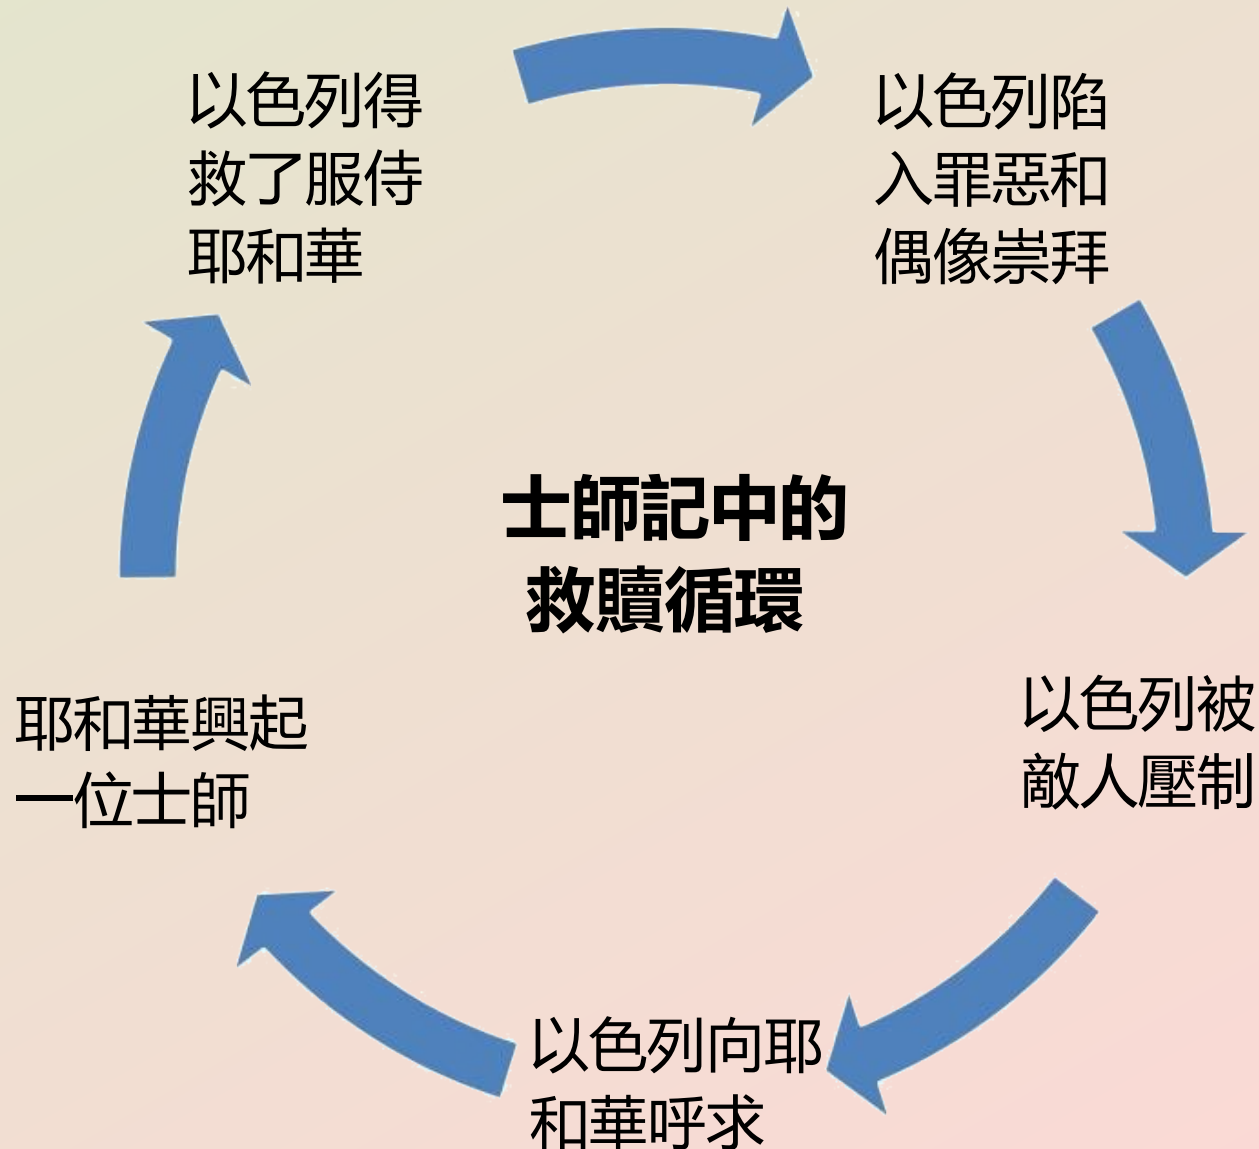 以色列得
救了服侍
耶和華
以色列陷
入罪惡和
偶像崇拜
士師記中的
救贖循環
以色列被
敵人壓制
以色列向耶
和華呼求
耶和華興起
一位士師